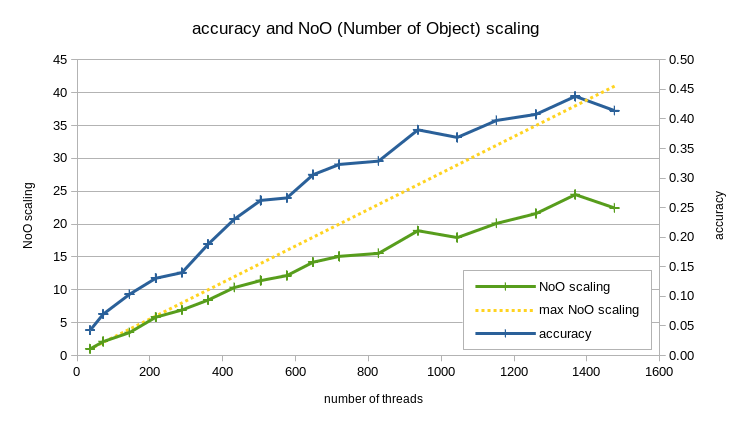 accuracy and NoO (Number of Object) scaling
45
40
35
30
25
20
15
10
5
0
NoO scaling
0.50
0.45
0.40
0.35
0.30
0.25
0.20
0.15
0.10
0.05
0.00
accuracy
NoO scaling
max NoO scaling
accuracy
0 200 400 600 800 1000 1200 1400 1600
number of threads